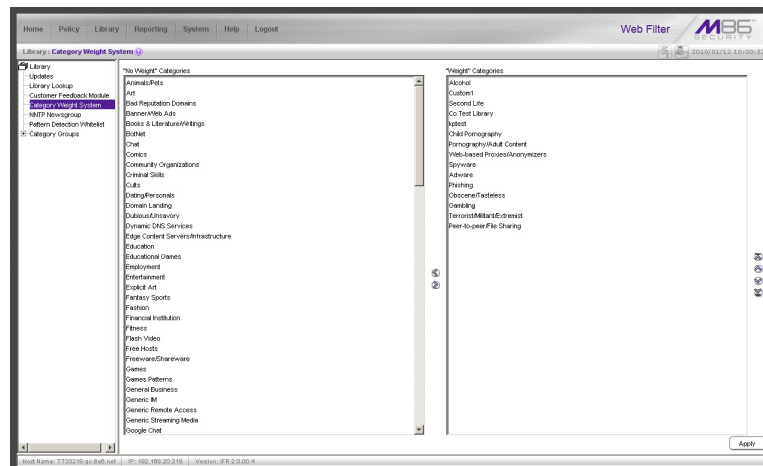 Home Policy Library Reporting System Help Logout
Web Filter
M86
SECURITY
Library : Category Weight System
2010/01/12 18:00:32
Library
Updates
Library Lookup
Customer Feedback Module
Category Weight System
NNTP Newsgroup
Pattern Detection Whitelist
Category Groups
"No Weight" Categories
Animals/Pets
Art
Bad Reputation Domains
Banner/Web Ads
Books & Literature/Writings
BotNet
Chat
Comics
Community Organizations
Criminal Skills
Cults
Dating/Personals
Domain Landing
Dubious/Unsavory
Dynamic DNS Services
Edge Content Servers/Infrastructure
Education
Educational Games
Employment
Entertainment
Explicit Art
Fantasy Sports
Fashion
Financial Institution
Fitness
Flash Video
Free Hosts
Freeware/Shareware
Games
Games Patterns
General Business
Generic IM
Generic Remote Access
Generic Streaming Media
Google Chat
"Weight" Categories
Alcohol
Custom1
Second Life
Co Test Library
kptest
Child Pornography
Pornography/Adult Content
Web-based Proxies/Anonymizers
Spyware
Adware
Phishing
Obscene/Tasteless
Gambling
Terrorist/Militant/Extremist
Peer-to-peer/File Sharing
Apply
Host Name: TT20218.qc.8e6.net IP: 192.168.20.218 Version: IFR 2.0.00.4